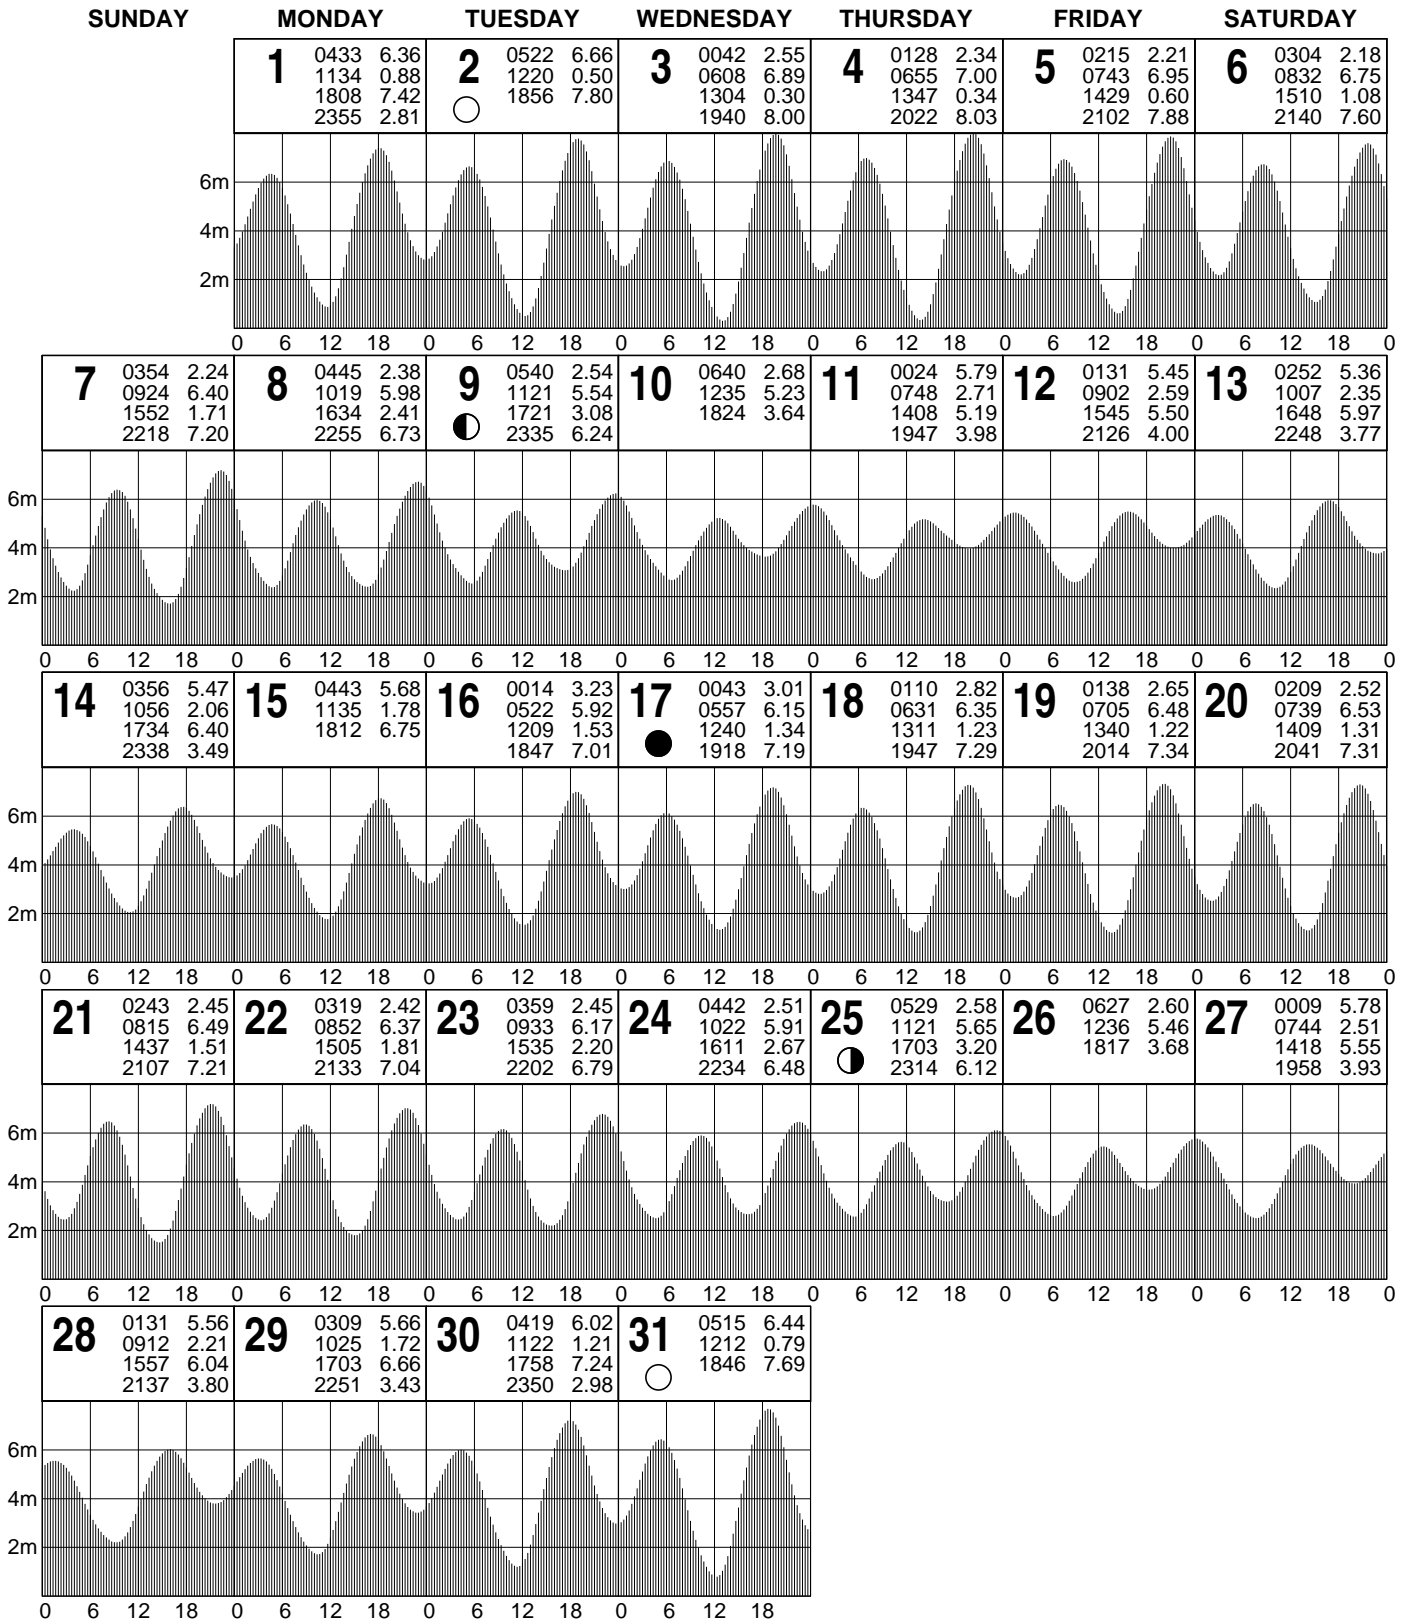 SUNDAY MONDAY TUESDAY WEDNESDAY THURSDAY FRIDAY SATURDAY
1 0433 6.36
1134 0.88
1808 7.42
2355 2.81
2 0522 6.66
1220 0.50
1856 7.80
3 0042 2.55
0608 6.89
1304 0.30
1940 8.00
4 0128 2.34
0655 7.00
1347 0.34
2022 8.03
5 0215 2.21
0743 6.95
1429 0.60
2102 7.88
6 0304 2.18
0832 6.75
1510 1.08
2140 7.60
6m
4m
2m
0 6 12 18 0 6 12 18 0 6 12 18 0 6 12 18 0 6 12 18 0 6 12 18 0
7 0354 2.24
0924 6.40
1552 1.71
2218 7.20
8 0445 2.38
1019 5.98
1634 2.41
2255 6.73
9 0540 2.54
1121 5.54
1721 3.08
2335 6.24
10 0640 2.68
1235 5.23
1824 3.64
11 0024 5.79
0748 2.71
1408 5.19
1947 3.98
12 0131 5.45
0902 2.59
1545 5.50
2126 4.00
13 0252 5.36
1007 2.35
1648 5.97
2248 3.77
6m
4m
2m
0 6 12 18 0 6 12 18 0 6 12 18 0 6 12 18 0 6 12 18 0 6 12 18 0 6 12 18 0
14 0356 5.47
1056 2.06
1734 6.40
2338 3.49
15 0443 5.68
1135 1.78
1812 6.75
16 0014 3.23
0522 5.92
1209 1.53
1847 7.01
17 0043 3.01
0557 6.15
1240 1.34
1918 7.19
18 0110 2.82
0631 6.35
1311 1.23
1947 7.29
19 0138 2.65
0705 6.48
1340 1.22
2014 7.34
20 0209 2.52
0739 6.53
1409 1.31
2041 7.31
6m
4m
2m
0 6 12 18 0 6 12 18 0 6 12 18 0 6 12 18 0 6 12 18 0 6 12 18 0 6 12 18 0
21 0243 2.45
0815 6.49
1437 1.51
2107 7.21
22 0319 2.42
0852 6.37
1505 1.81
2133 7.04
23 0359 2.45
0933 6.17
1535 2.20
2202 6.79
24 0442 2.51
1022 5.91
1611 2.67
2234 6.48
25 0529 2.58
1121 5.65
1703 3.20
2314 6.12
26 0627 2.60
1236 5.46
1817 3.68
27 0009 5.78
0744 2.51
1418 5.55
1958 3.93
6m
4m
2m
0 6 12 18 0 6 12 18 0 6 12 18 0 6 12 18 0 6 12 18 0 6 12 18 0 6 12 18 0
28 0131 5.56
0912 2.21
1557 6.04
2137 3.80
29 0309 5.66
1025 1.72
1703 6.66
2251 3.43
30 0419 6.02
1122 1.21
1758 7.24
2350 2.98
31 0515 6.44
1212 0.79
1846 7.69
6m
4m
2m
0 6 12 18 0 6 12 18 0 6 12 18 0 6 12 18